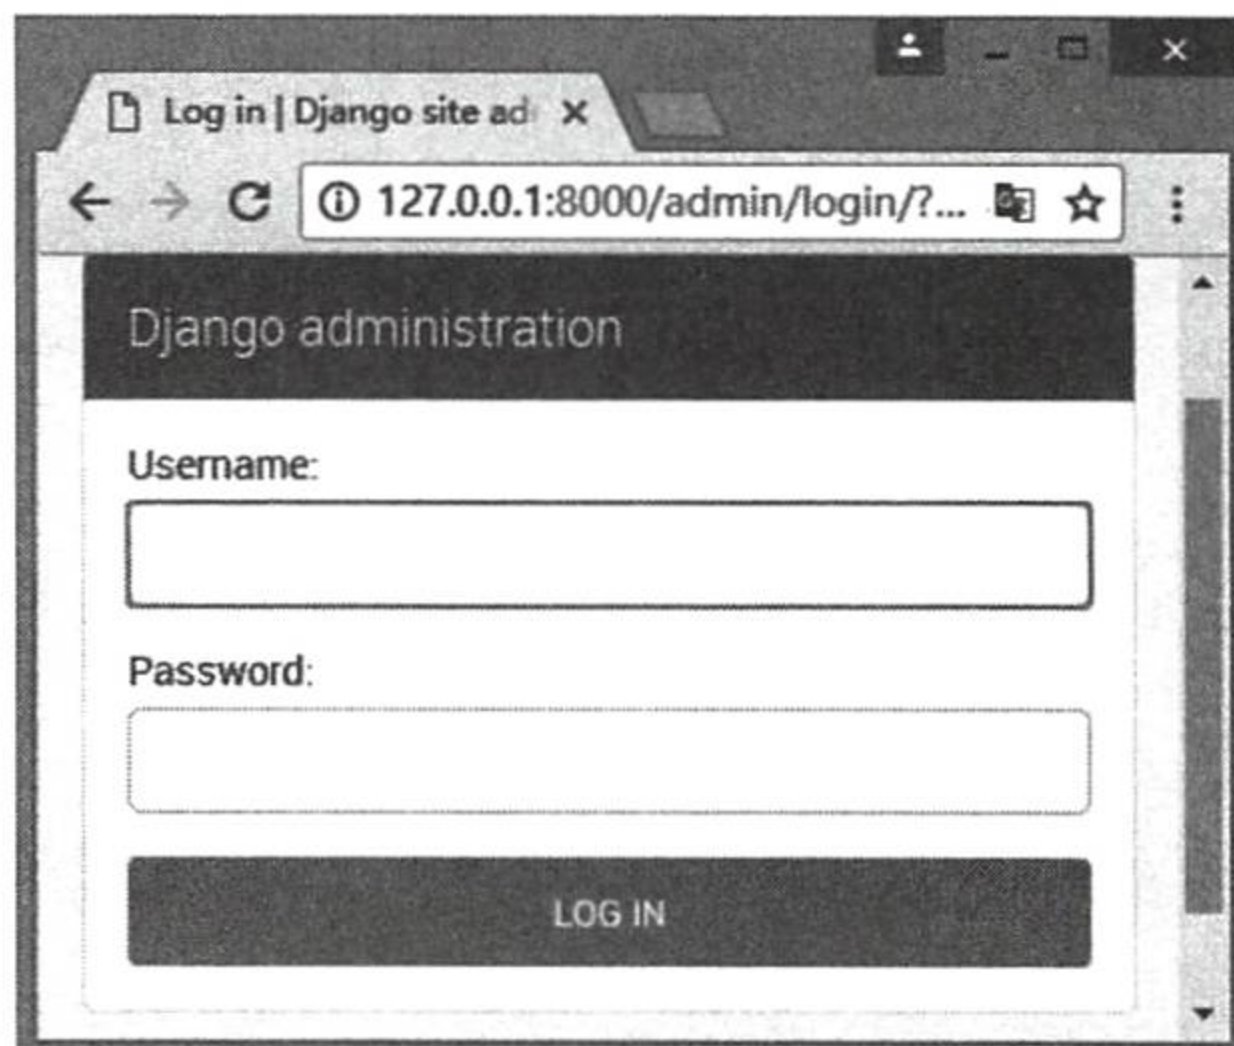 Log in | Django site ad
127.0.0.1:8000/admin/login/?...
Django administration
Username:
Password:
LOG IN